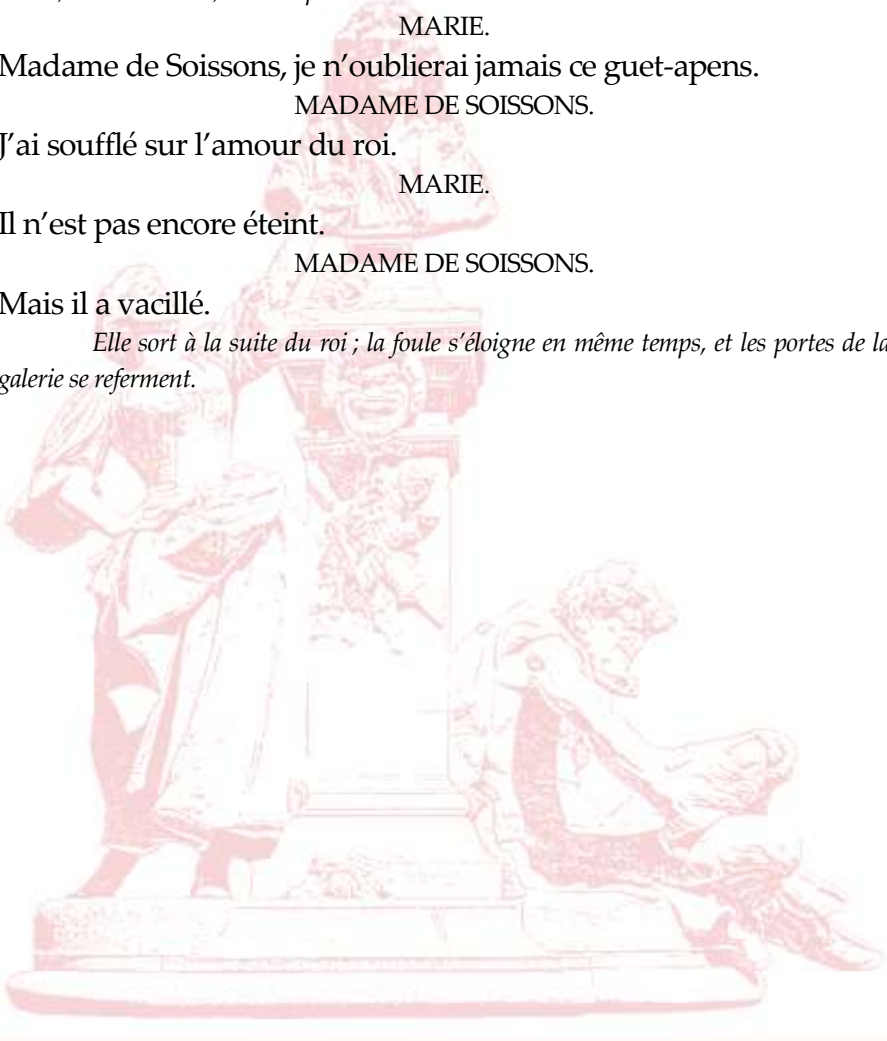 MARIE.
Madame de Soissons, je n’oublierai jamais ce guet-apens.
MADAME DE SOISSONS.
J’ai soufflé sur l’amour du roi.
MARIE.
Il n’est pas encore éteint.
MADAME DE SOISSONS.
Mais il a vacillé.
Elle sort à la suite du roi ; la foule s’éloigne en même temps, et les portes de la
galerie se referment.